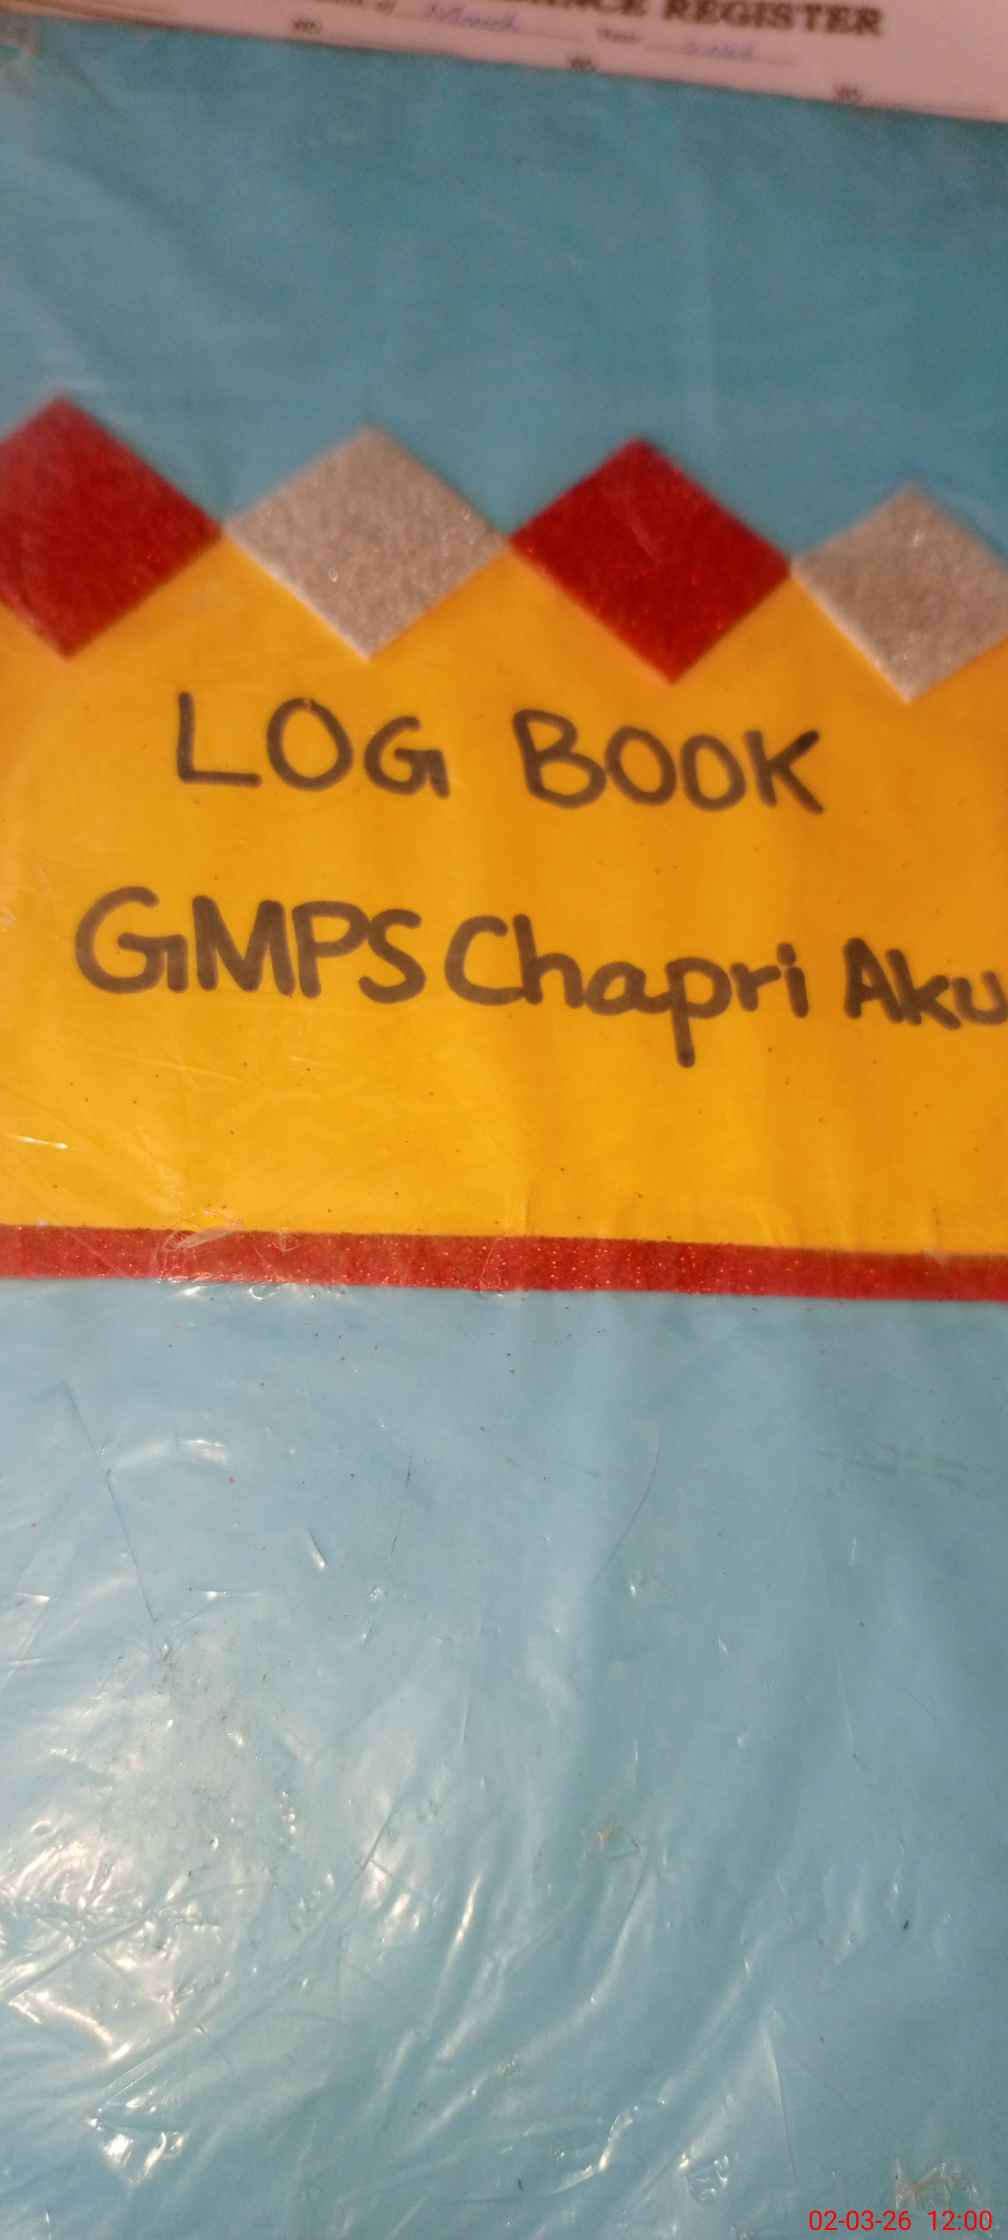 REGISTER
LOG BOOK
GMPS Chapri Aku
02-03-26 12:00